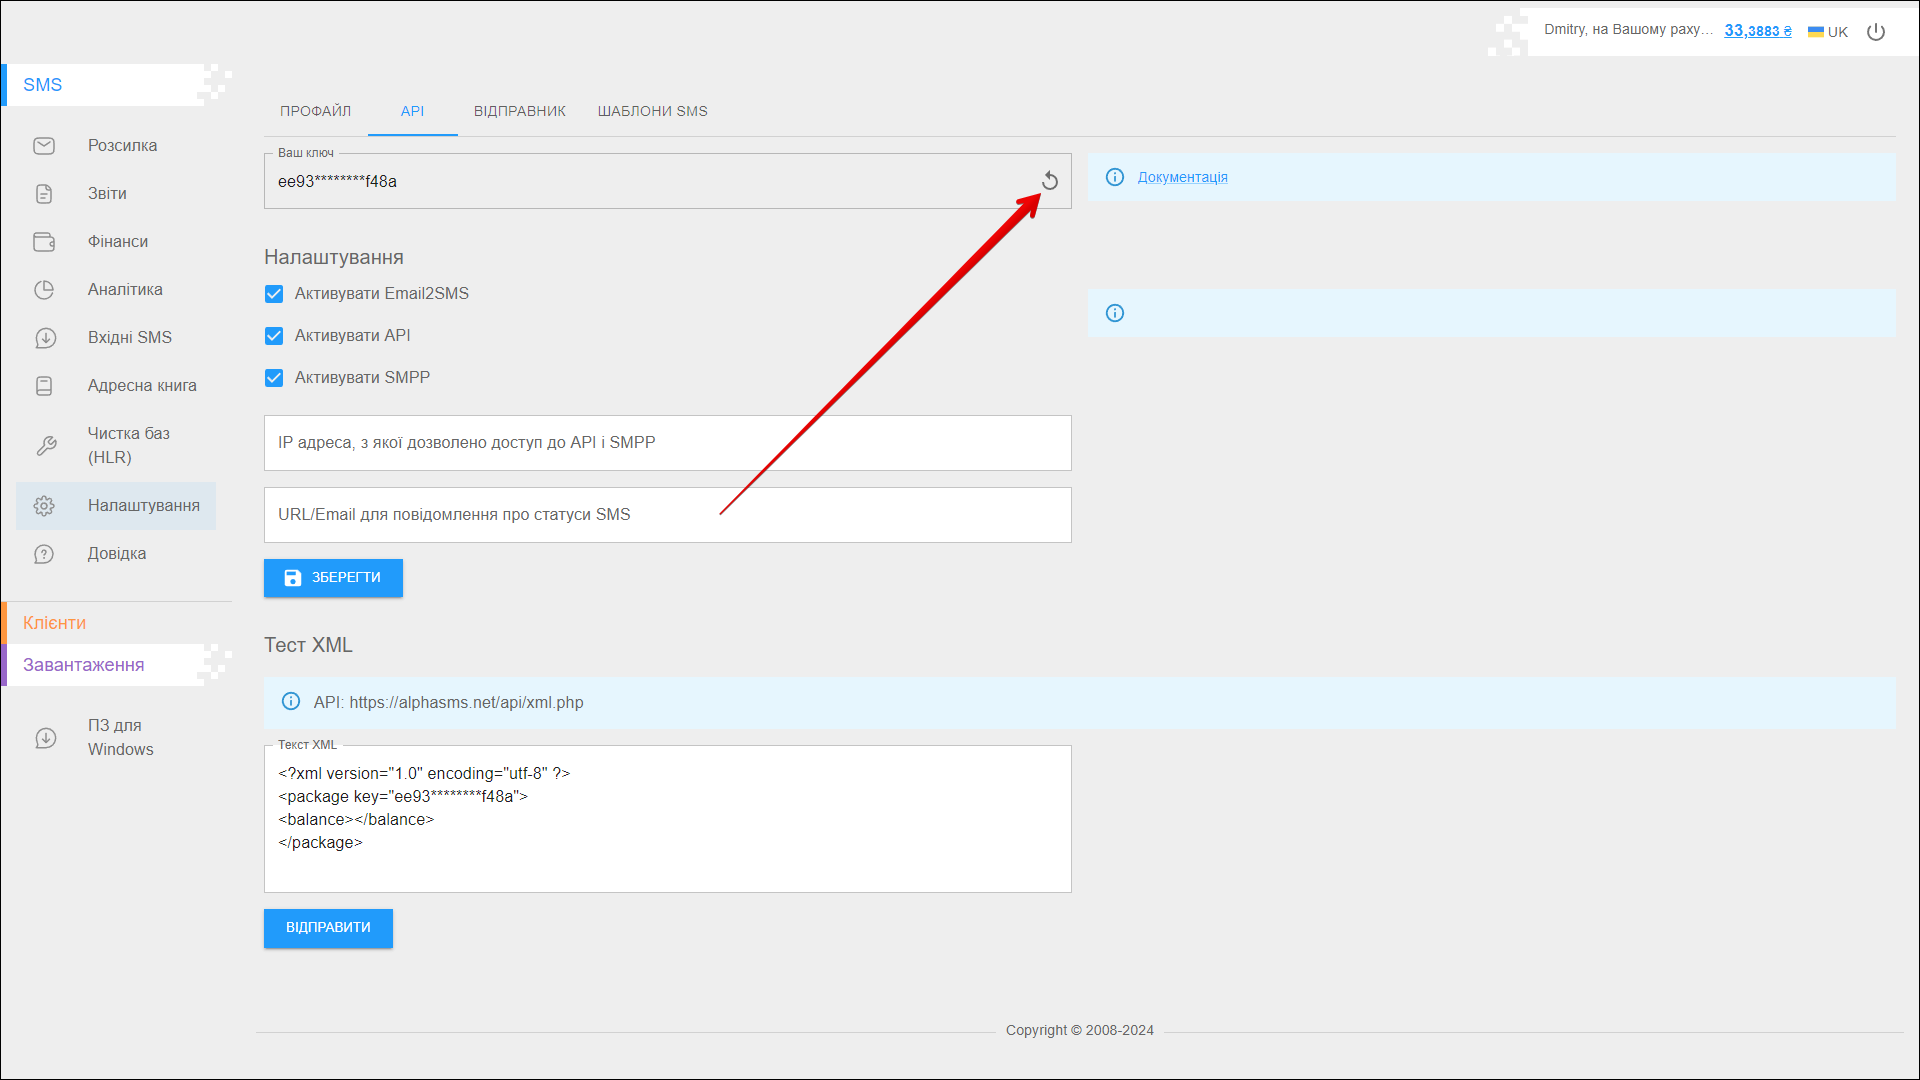 Dmitry, на Вашому раху... 33,3883 ₴ UK
SMS
Розсилка
Звіти
Фінанси
Аналітика
Вхідні SMS
Адресна книга
Чистка баз
(HLR)
Налаштування
Довідка
Клієнти
Завантаження
ПЗ для
Windows
ПРОФАЙЛ API ВІДПРАВНИК ШАБЛОНИ SMS
Ваш ключ
ee93********f48a
Документація
Налаштування
Активувати Email2SMS
Активувати API
Активувати SMPP
IP адреса, з якої дозволено доступ до API і SMPP
URL/Email для повідомлення про статуси SMS
ЗБЕРЕГТИ
Тест XML
API: https://alphasms.net/api/xml.php
Текст XML
<?xml version="1.0" encoding="utf-8" ?>
<package key="ee93********f48a">
<balance></balance>
</package>
ВІДПРАВИТИ
Copyright © 2008-2024